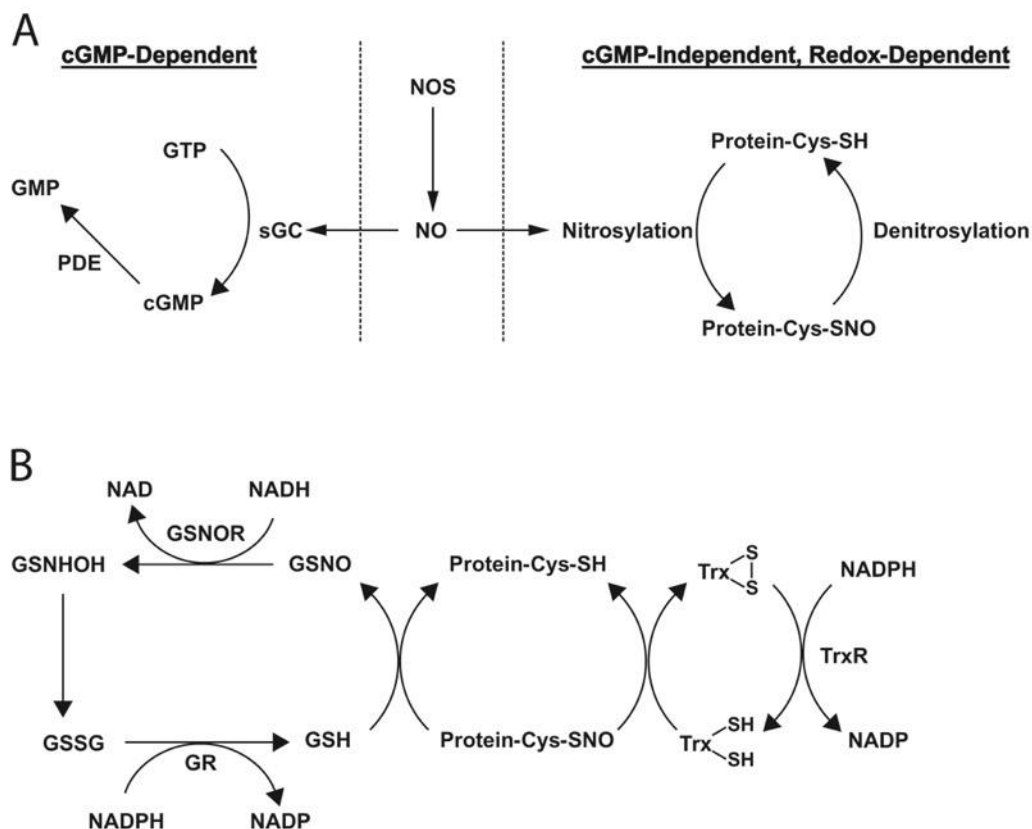 A
cGMP-Dependent
cGMP-Independent, Redox-Dependent
NOS
GTP
Protein-Cys-SH
GMP
sGC
NO
Nitrosylation
Denitrosylation
PDE
cGMP
Protein-Cys-SNO
B
NAD
NADH
GSNOR
GSNHOH
GSNO
Protein-Cys-SH
Trx
S
S
NADPH
TrxR
GSSG
GSH
Protein-Cys-SNO
Trx
SH
SH
NADP
GR
NADPH
NADP